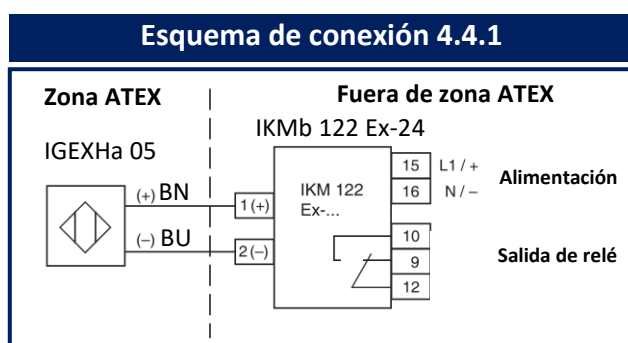 Esquema de conexión 4.4.1
Zona ATEX
Fuera de zona ATEX
IKMb 122 Ex-24
IGEXHa 05
15 L1 / +
Alimentación
16 N / –
(+) BN
1 (+)
IKM 122
Ex-...
(–) BU
2 (–)
10
9
Salida de relé
12